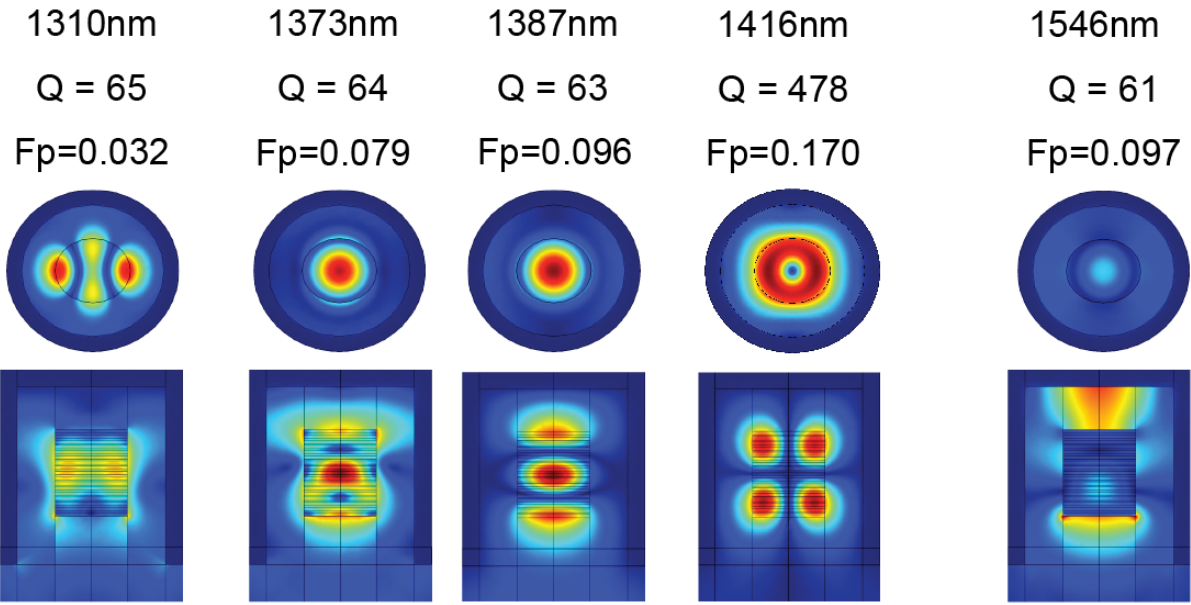 1310nm 1373nm 1387nm 1416nm 1546nm
Q = 65 Q = 64 Q = 63 Q = 478 Q = 61
Fp=0.032 Fp=0.079 Fp=0.096 Fp=0.170 Fp=0.097